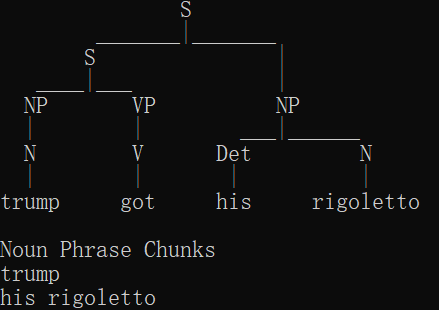 S
S
NP VP NP
N V Det N
trump got his rigoletto
Noun Phrase Chunks
trump
his rigoletto